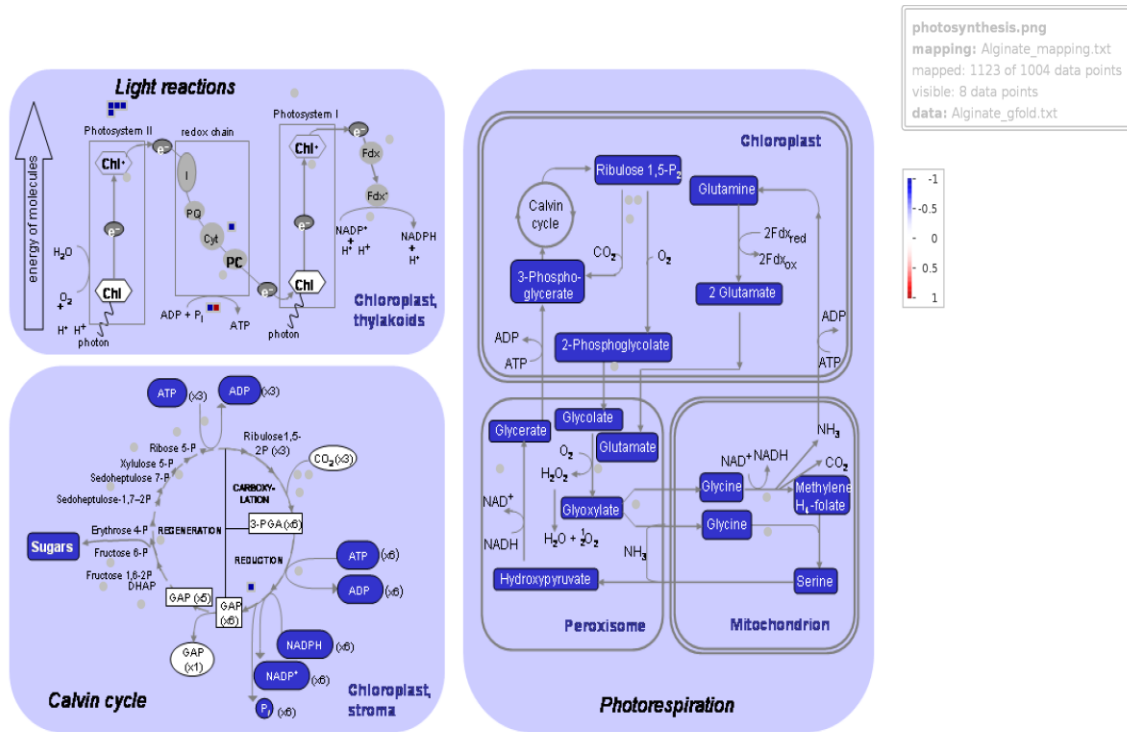 photosynthesis.png
mapping: Alginate_mapping.txt
mapped: 1123 of 1004 data points
visible: 8 data points
data: Alginate_gfold.txt
-1
-0.5
0
0.5
1
Light reactions
energy of molecules
Photosystem II
redox chain
Photosystem I
Chl*
e⁻
I
PQ
Cyt
PC
e⁻
Chl
H₂O
O₂
+
H⁺ H⁺
photon
ADP + Pᵢ
ATP
e⁻
Chl*
e⁻
Chl
photon
e⁻
Fdx
Fdx*
NADP⁺
+
H⁺ H⁺
NADPH
+
H⁺
Chloroplast,
thylakoids
ATP (x3)
ADP (x3)
Ribulose1,5-
2P (x3)
CO₂(x3)
CARBOXY-
LATION
3-PGA(x6)
REDUCTION
ATP (x6)
ADP (x6)
NADPH (x6)
NADP⁺ (x6)
Pᵢ (x6)
GAP
(x6)
GAP (x5)
GAP
(x1)
DHAP
Fructose 1,6-2P
Fructose 6-P
Erythrose 4-P
REGENERATION
Sugars
Sedoheptulose-1,7–2P
Sedoheptulose 7-P
Xylulose 5-P
Ribose 5-P
Calvin cycle
Chloroplast,
stroma
Chloroplast
Ribulose 1,5-P₂
Glutamine
Calvin
cycle
CO₂
O₂
2Fdx_red
2Fdx_ox
3-Phospho-
glycerate
2 Glutamate
2-Phosphoglycolate
ADP
ATP
ADP
ATP
Glycerate
Glycolate
Glutamate
O₂
H₂O₂
NAD⁺
NADH
Glyoxylate
H₂O + ½O₂
NH₃
Hydroxypyruvate
Peroxisome
NH₃
NAD⁺
NADH
CO₂
Glycine
Methylene
H₄-folate
Glycine
Serine
Mitochondrion
Photorespiration